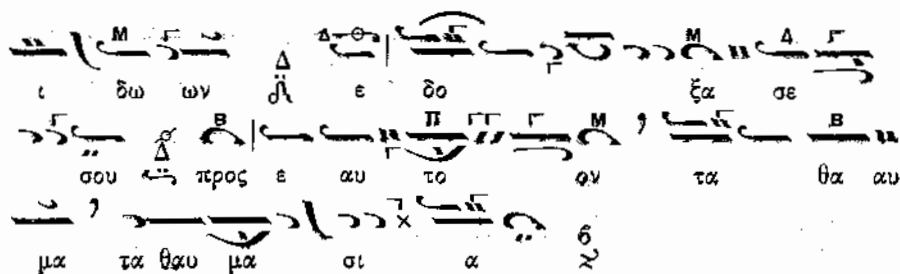 ι δω ων ε δο ξα σε
σου προς ε αυ το ον τα θα αυ
μα τα θαυ μα σι α